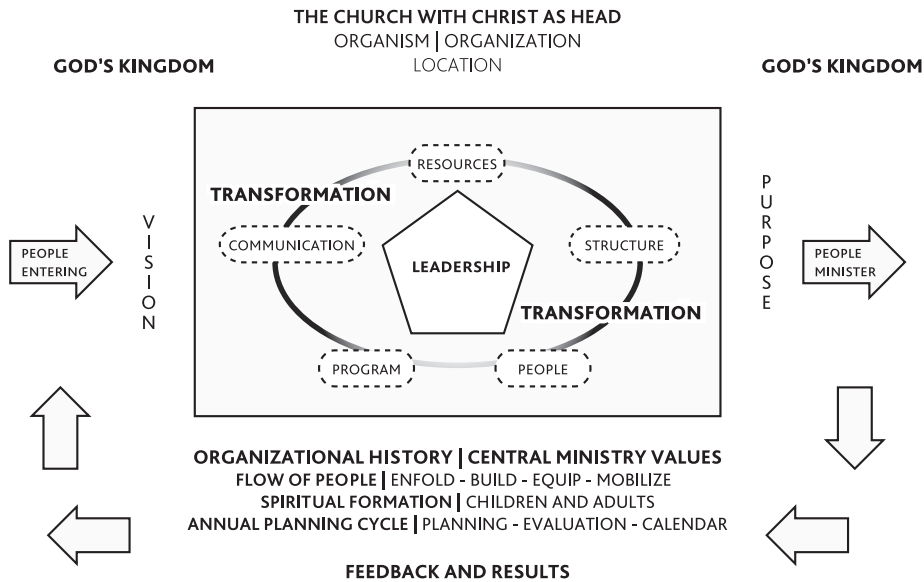 THE CHURCH WITH CHRIST AS HEAD
ORGANISM | ORGANIZATION
LOCATION
GOD'S KINGDOM
GOD'S KINGDOM
RESOURCES
TRANSFORMATION
COMMUNICATION
STRUCTURE
LEADERSHIP
TRANSFORMATION
PROGRAM
PEOPLE
PEOPLE
ENTERING
VISION
PURPOSE
PEOPLE
MINISTER
ORGANIZATIONAL HISTORY | CENTRAL MINISTRY VALUES
FLOW OF PEOPLE | ENFOLD - BUILD - EQUIP - MOBILIZE
SPIRITUAL FORMATION | CHILDREN AND ADULTS
ANNUAL PLANNING CYCLE | PLANNING - EVALUATION - CALENDAR
FEEDBACK AND RESULTS